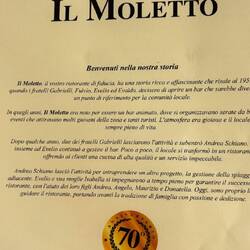 IL MOLETTO
Benvenuti nella nostra storia
Il Moletto, il vostro ristorante di fiducia, ha una storia ricca e affascinante che risale al 195
quando i fratelli Gabrielli, Fulvio, Evelio ed Evaldo, decisero di aprire un bar che sarebbe diver
un punto di riferimento per la comunità locale.
In quegli anni, Il Moletto era noto per essere un bar animato, dove si organizzavano serate da b
eventi che attiravano molti giovani della zona e tanti turisti. L'atmosfera era gioiosa e il locale
sempre pieno di vita
Dopo qualche anno, due dei fratelli Gabrielli lasciarono l'attività e subentrò Andrea Schiano,
insieme ad Evelio continuò a gestire il bar. Poco a poco, il locale si trasformò in un ristorante
offrendo ai clienti una cucina di alta qualità e un servizio impeccabile.
Andrea Schiano lasciò l'attività per intraprendere un altro progetto, la gestione della spiagg
adiacente. Evelio e sua moglie Isabella si impegnarono a tempo pieno per garantire il success
ristorante, con l'aiuto dei loro figli Andrea, Angelo, Maurizio e Donatella. Oggi, sono proprio l
guidare il ristorante, portando avanti la tradizione di famiglia con passione e dedizione.
70